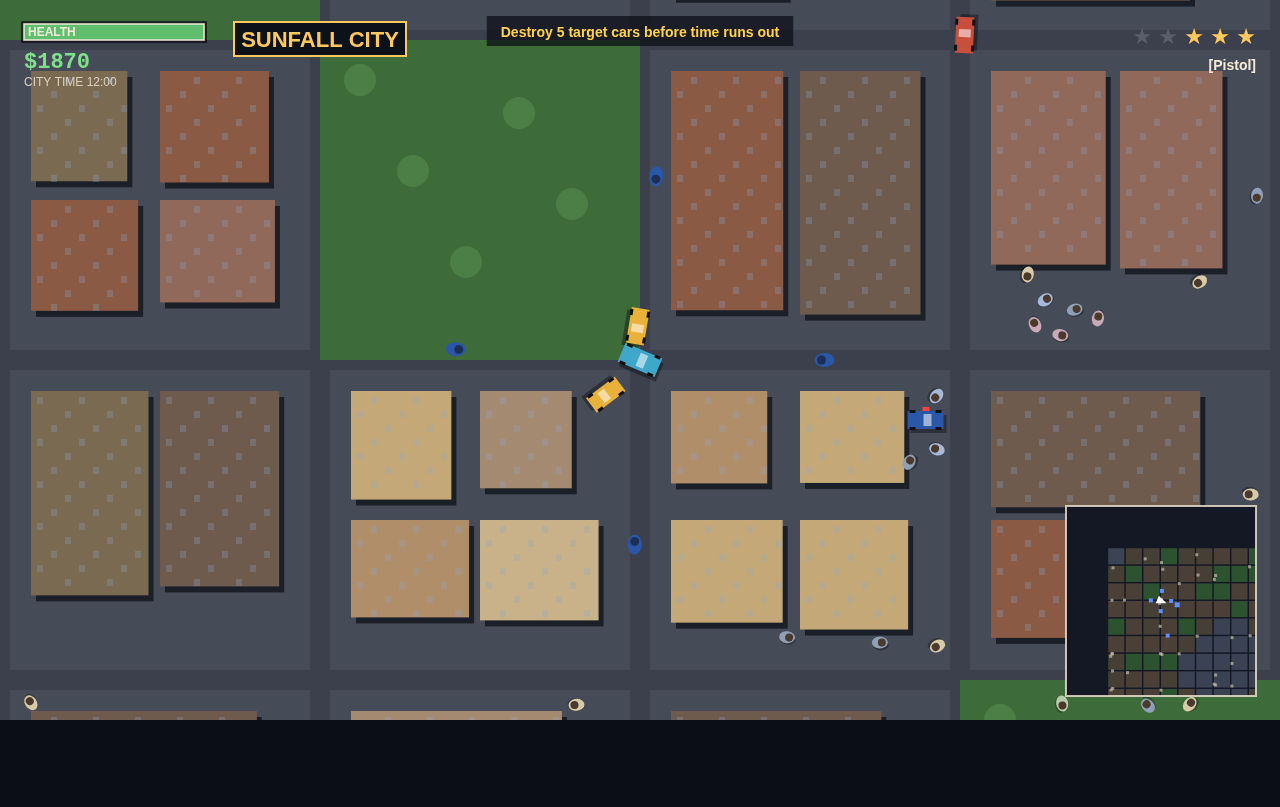 HEALTH
SUNFALL CITY
Destroy 5 target cars before time runs out
$1870
[Pistol]
CITY TIME 12:00